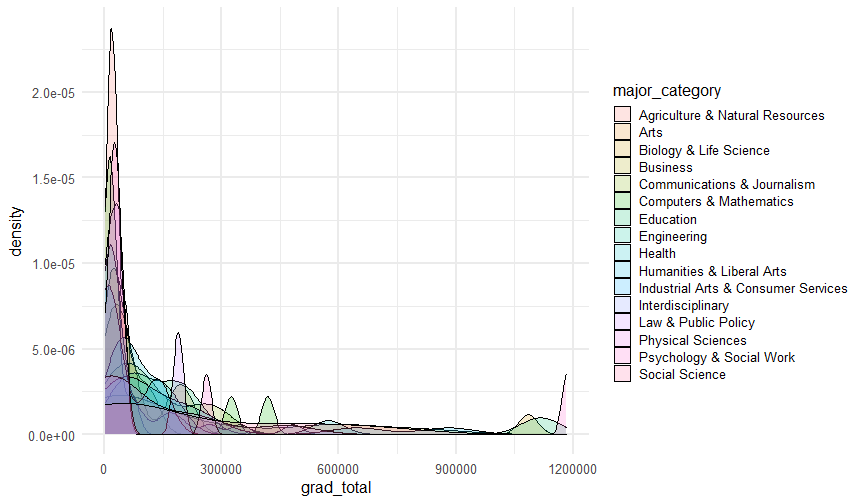 2.0e-05
1.5e-05
1.0e-05
5.0e-06
0.0e+00
density
0
300000
600000
900000
1200000
grad_total
major_category
Agriculture & Natural Resources
Arts
Biology & Life Science
Business
Communications & Journalism
Computers & Mathematics
Education
Engineering
Health
Humanities & Liberal Arts
Industrial Arts & Consumer Services
Interdisciplinary
Law & Public Policy
Physical Sciences
Psychology & Social Work
Social Science